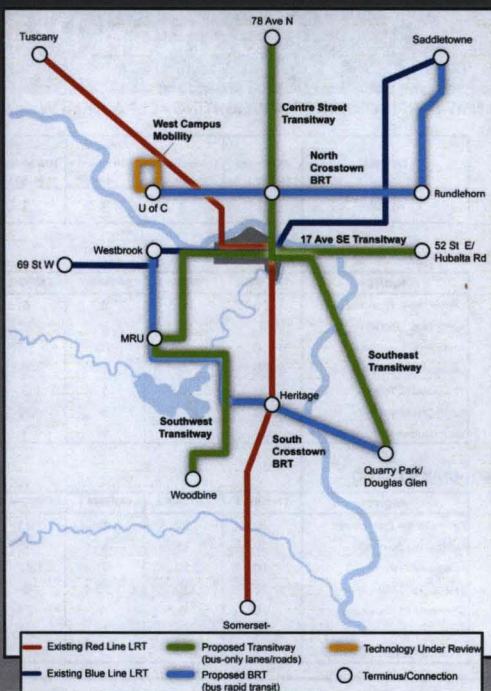 78 Ave N
Tuscany
Saddletowne
Centre Street
Transitway
West Campus
Mobility
North
Crosstown
BRT
U of C
Rundlehorn
17 Ave SE Transitway
Westbrook
52 St E/
Hubalta Rd
69 St W
MRU
Southeast
Transitway
Heritage
Southwest
Transitway
South
Crosstown
BRT
Quarry Park/
Douglas Glen
Woodbine
Somerset-
Existing Red Line LRT
Proposed Transitway
(bus-only lanes/roads)
Technology Under Review
Existing Blue Line LRT
Proposed BRT
(bus rapid transit)
Terminus/Connection